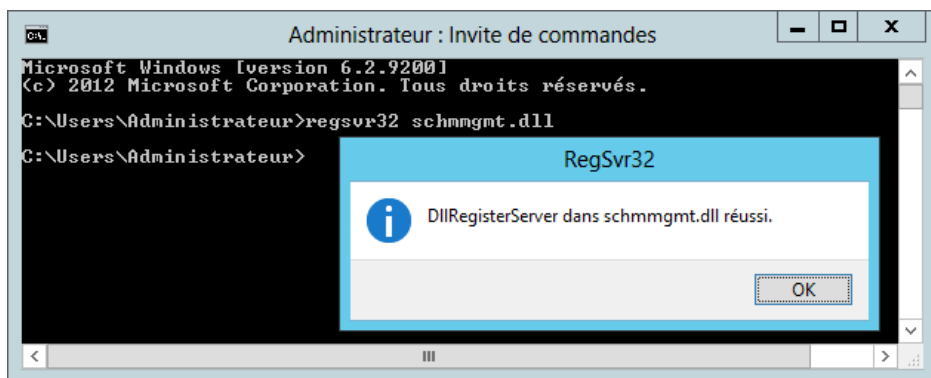 Administrateur : Invite de commandes
Microsoft Windows [version 6.2.9200]
(c) 2012 Microsoft Corporation. Tous droits réservés.
C:\Users\Administrateur>regsvr32 schmmgmt.dll
C:\Users\Administrateur>
RegSvr32
DllRegisterServer dans schmmgmt.dll réussi.
OK